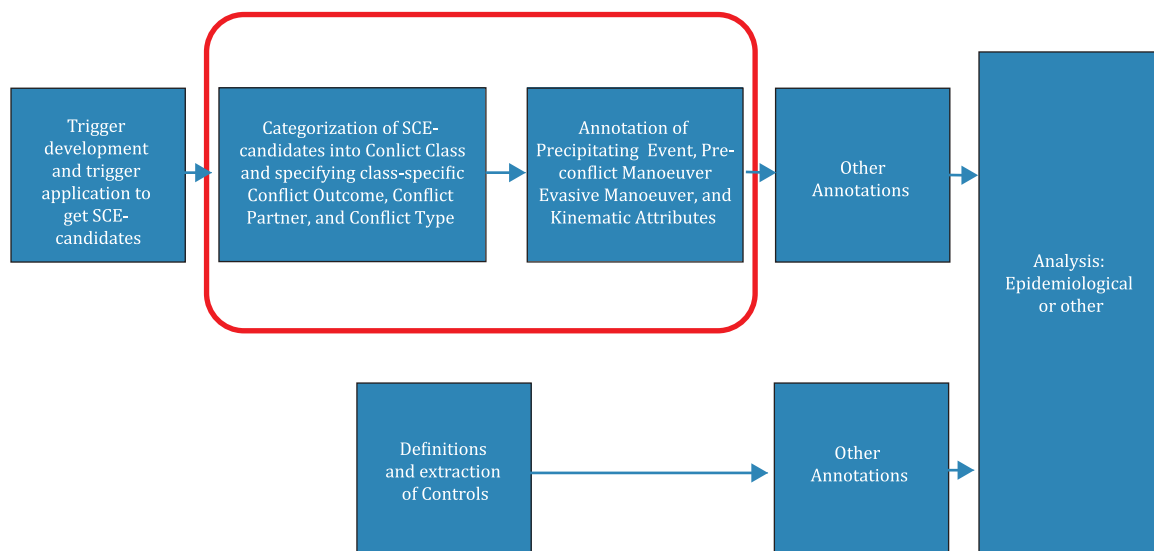 Trigger
development
and trigger
application to
get SCE-
candidates
Categorization of SCE-
candidates into Conlict Class
and specifying class-specific
Conflict Outcome, Conflict
Partner, and Conflict Type
Annotation of
Precipitating Event, Pre-
conflict Manoeuver
Evasive Manoeuver, and
Kinematic Attributes
Other
Annotations
Analysis:
Epidemiological
or other
Definitions
and extraction
of Controls
Other
Annotations